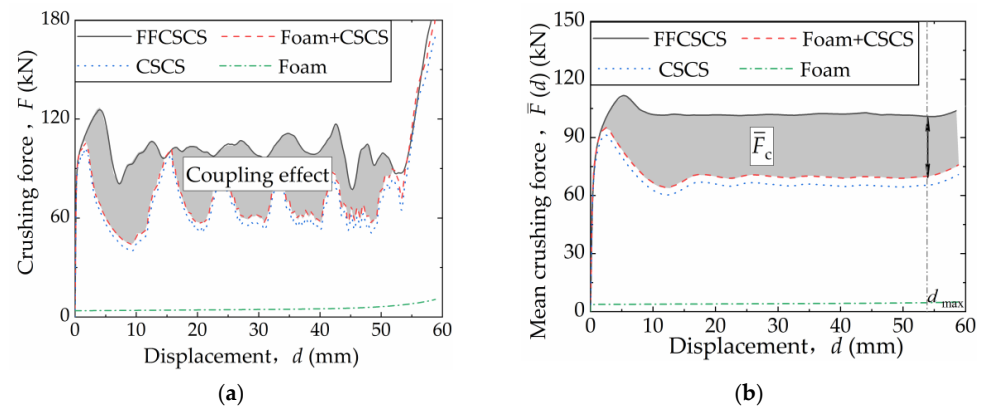 180
120
60
0
Crushing force , F (kN)
FFCSCS
Foam+CSCS
CSCS
Foam
Coupling effect
0 10 20 30 40 50 60
Displacement, d (mm)
(a)
150
120
90
60
30
0
Mean crushing force , F̅ (d) (kN)
FFCSCS
Foam+CSCS
CSCS
Foam
F̅c
d max
0 10 20 30 40 50 60
Displacement, d (mm)
(b)